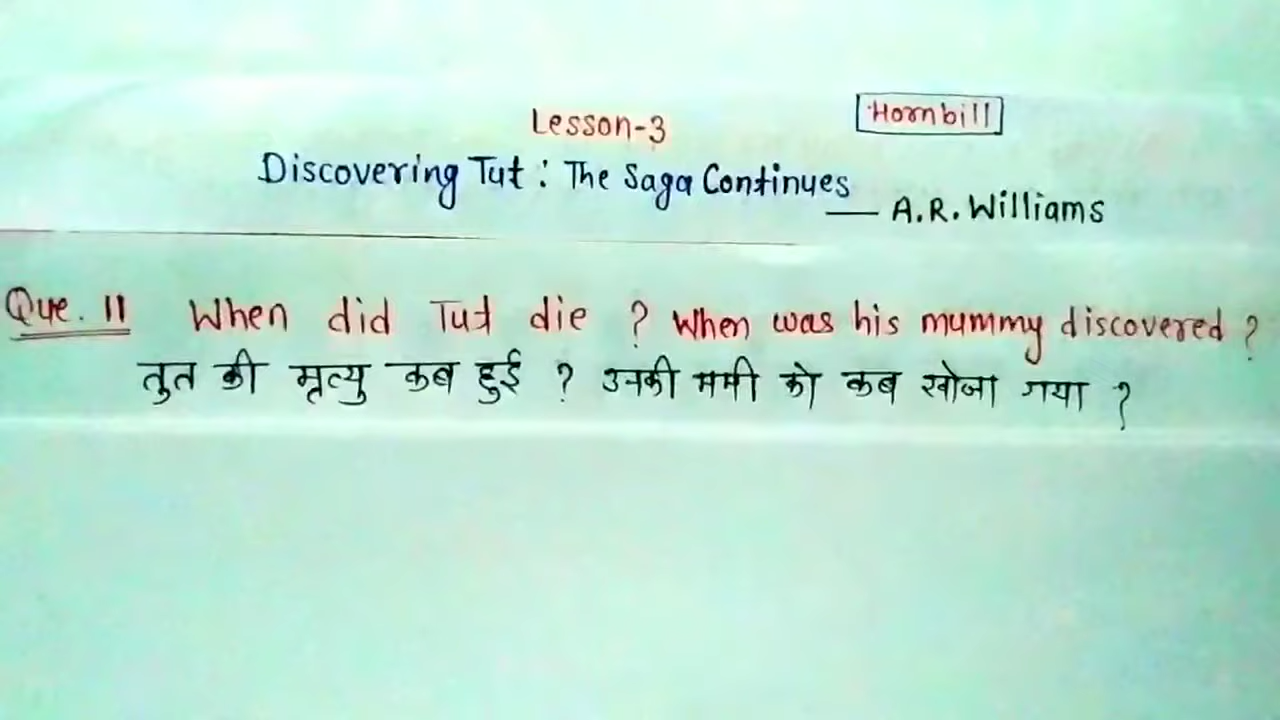 Lesson-3
Hornbill
Discovering Tut : The Saga Continues
— A.R. Williams
Que. 11 When did Tut die ? When was his mummy discovered ?
तुत की मृत्यु कब हुई ? उनकी ममी को कब खोजा गया ?